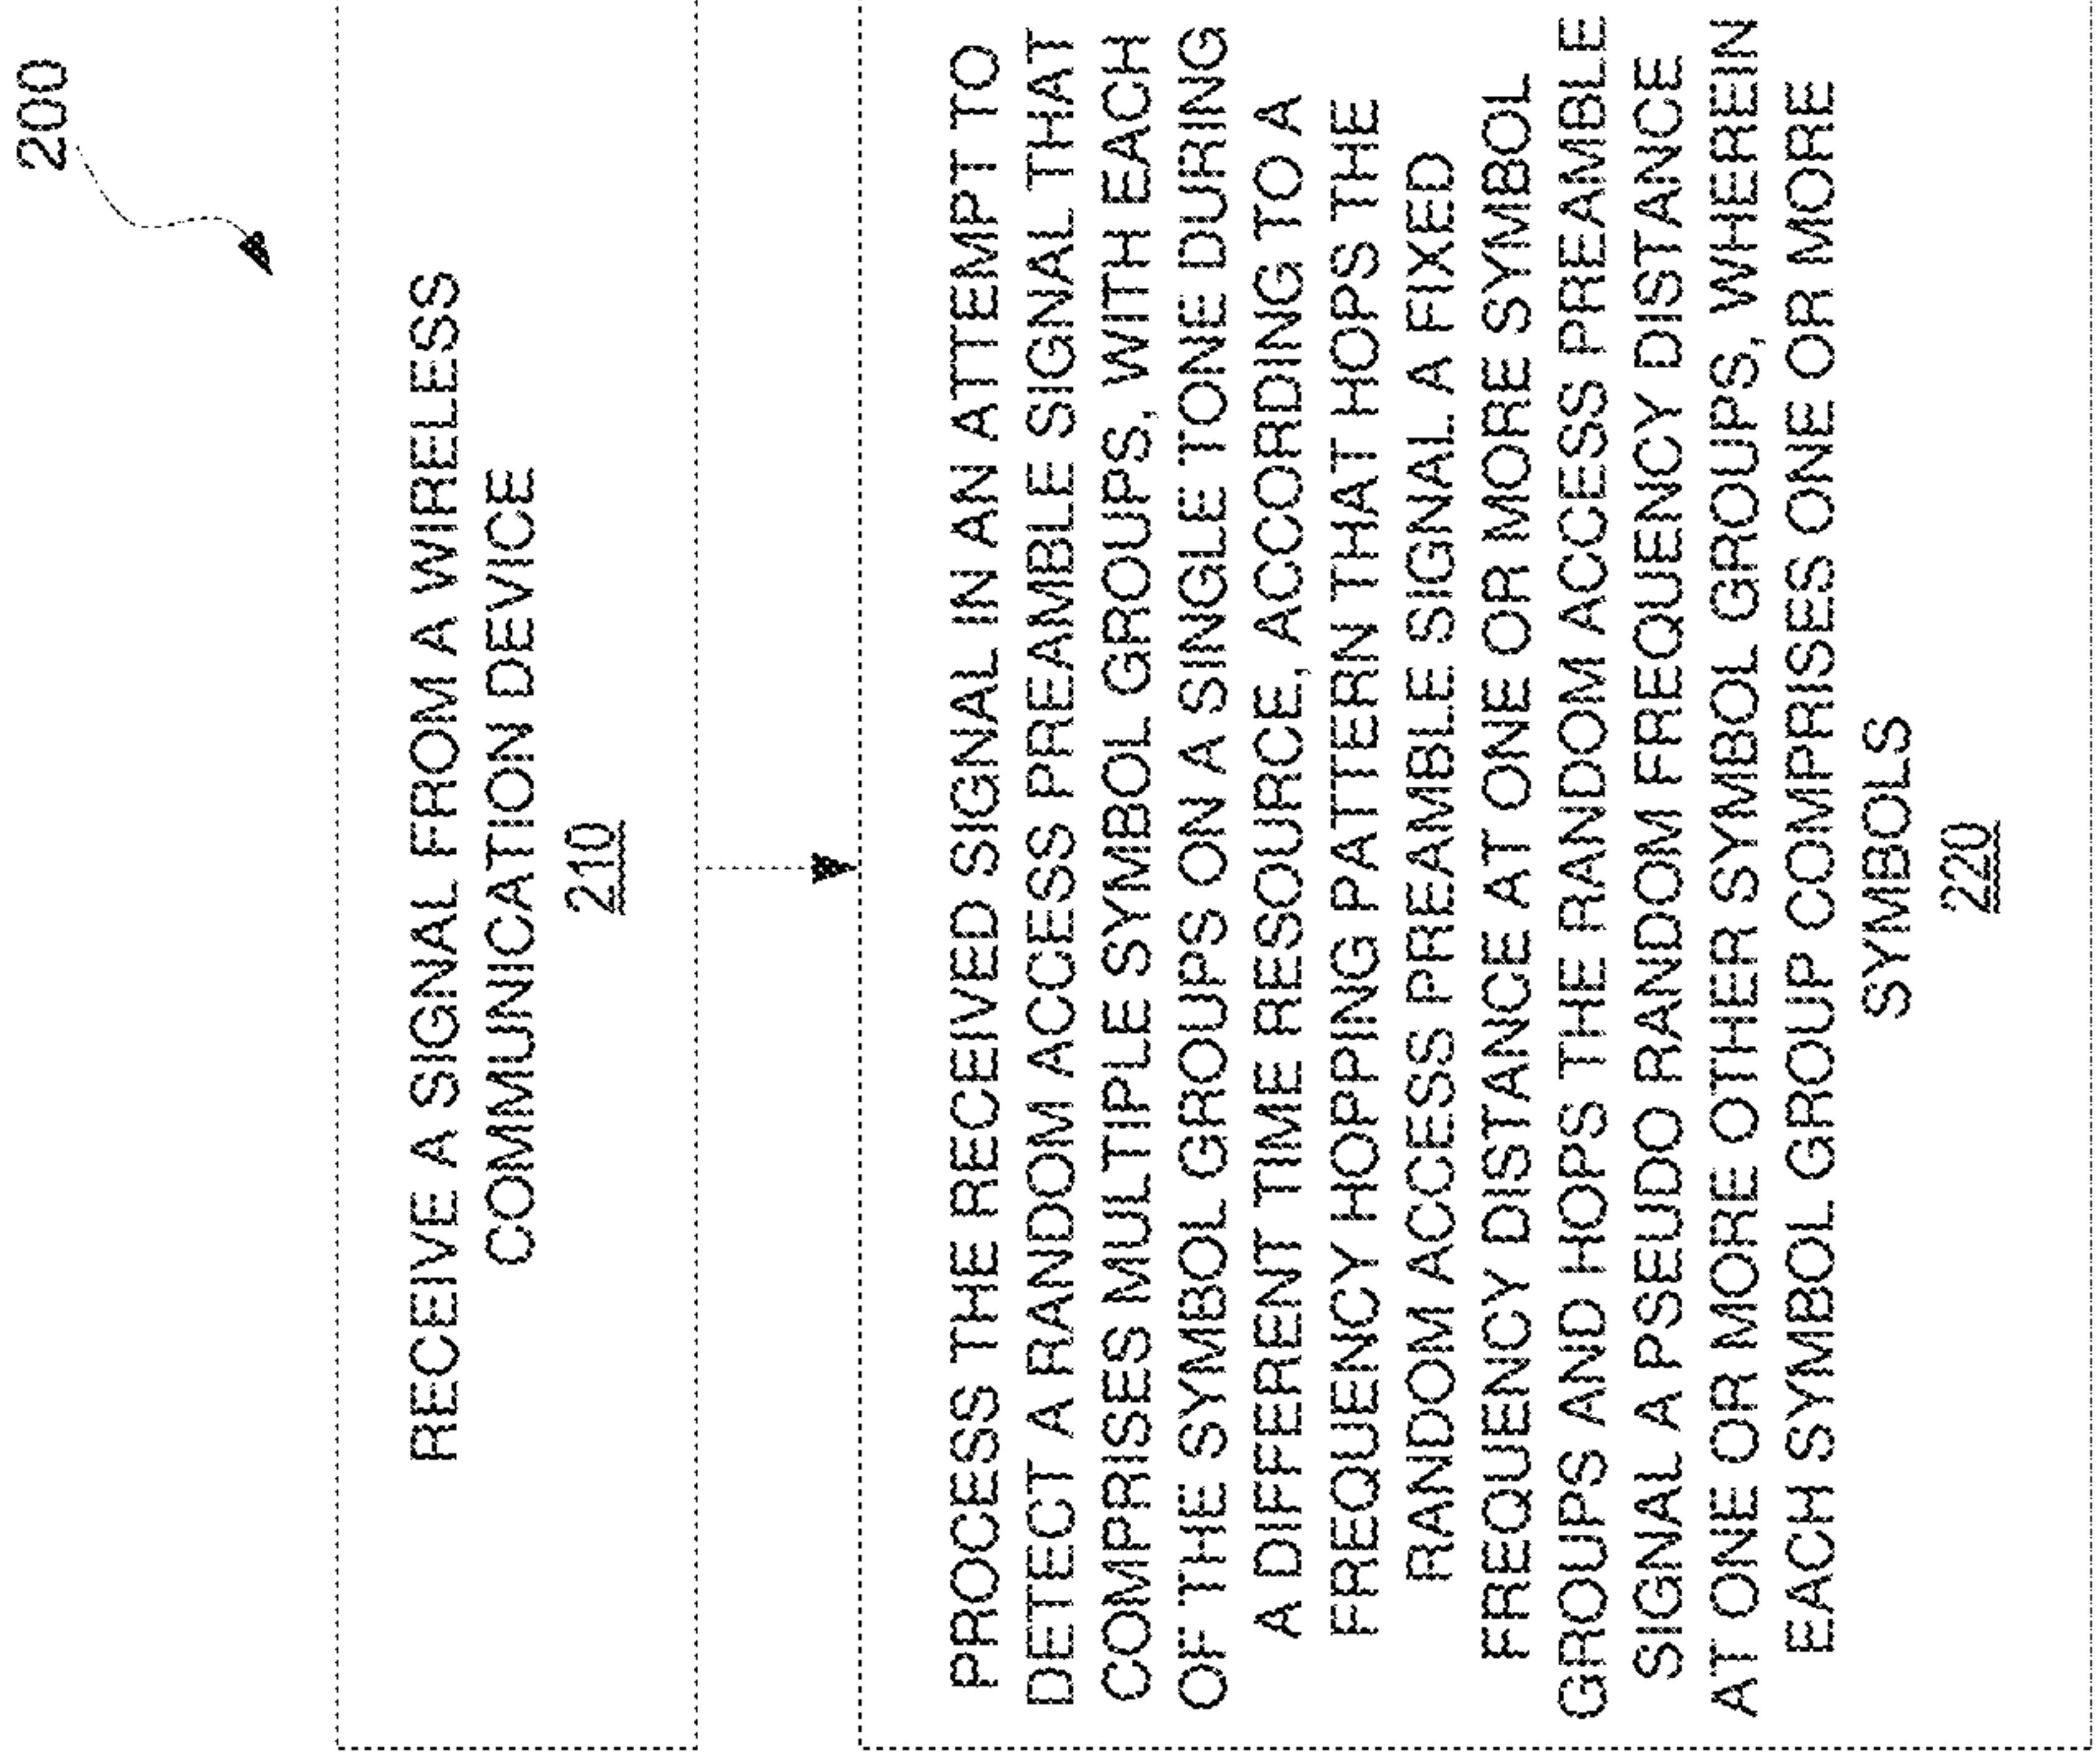 200
RECEIVE A SIGNAL FROM A WIRELESS
COMMUNICATION DEVICE
210
PROCESS THE RECEIVED SIGNAL IN AN ATTEMPT TO
DETECT A RANDOM ACCESS PREAMBLE SIGNAL THAT
COMPRISES MULTIPLE SYMBOL GROUPS, WITH EACH
OF THE SYMBOL GROUPS ON A SINGLE TONE DURING
A DIFFERENT TIME RESOURCE, ACCORDING TO A
FREQUENCY HOPPING PATTERN THAT HOPS THE
RANDOM ACCESS PREAMBLE SIGNAL A FIXED
FREQUENCY DISTANCE AT ONE OR MORE SYMBOL
GROUPS AND HOPS THE RANDOM ACCESS PREAMBLE
SIGNAL A PSEUDO RANDOM FREQUENCY DISTANCE
AT ONE OR MORE OTHER SYMBOL GROUPS, WHEREIN
EACH SYMBOL GROUP COMPRISES ONE OR MORE
SYMBOLS
220